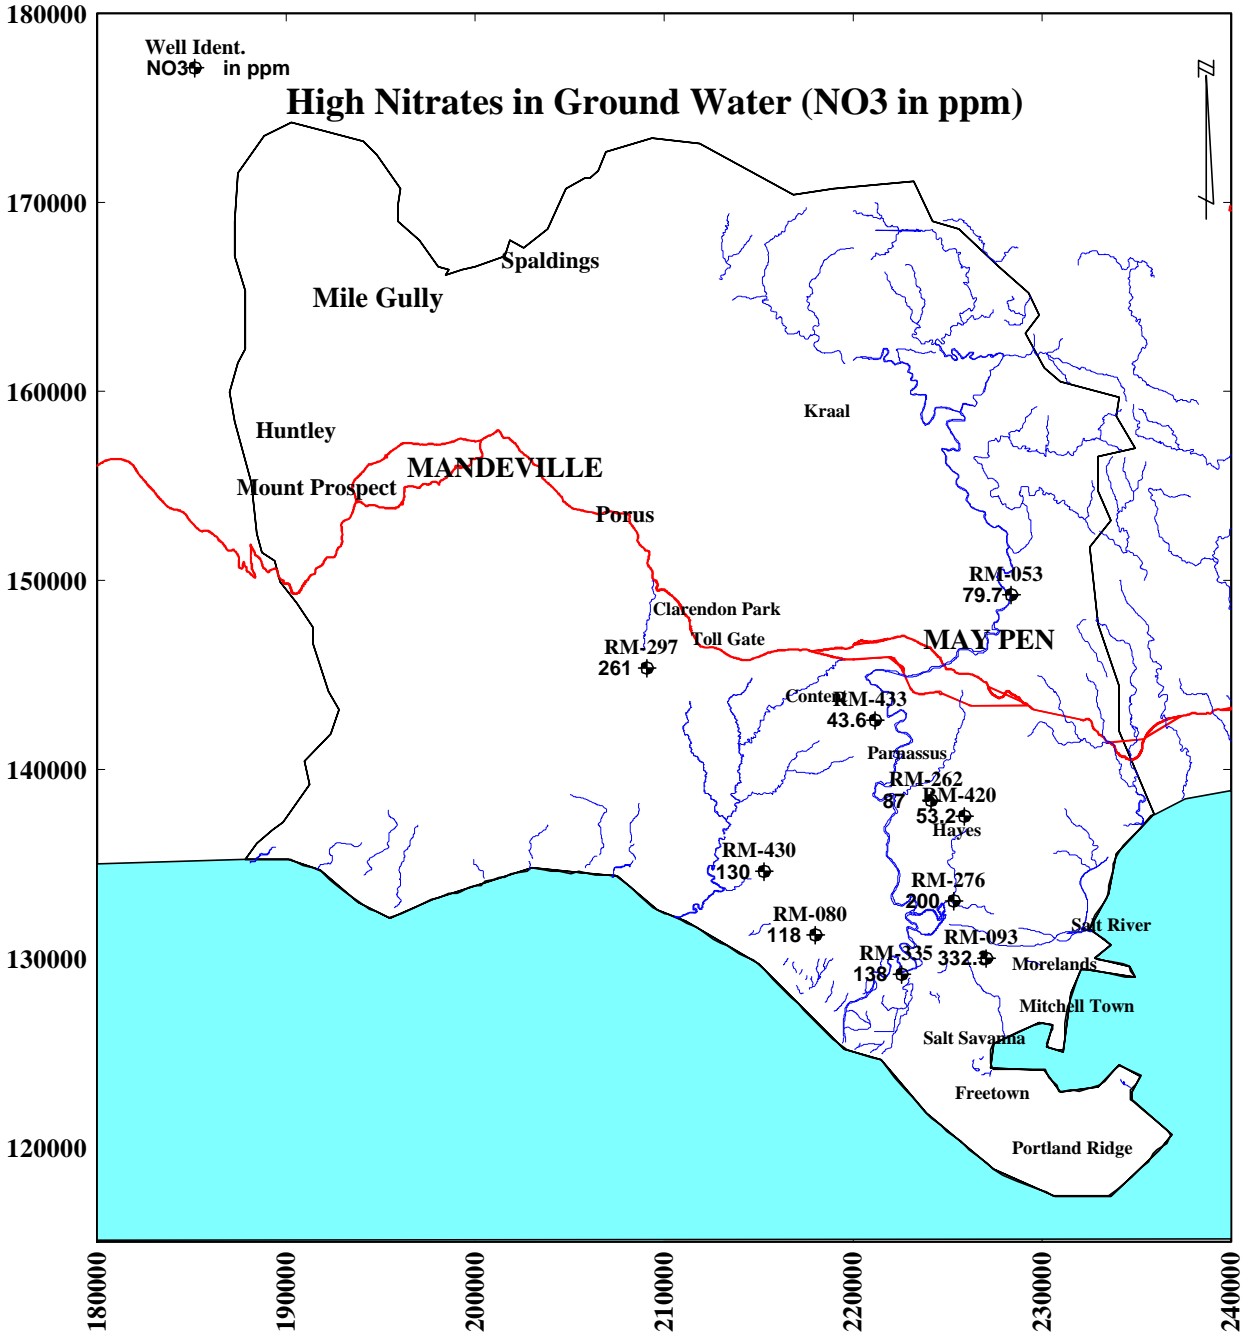 180000
Well Ident.
NO3 in ppm
High Nitrates in Ground Water (NO3 in ppm)
N
170000
Spaldings
Mile Gully
160000
Kraal
Huntley
MANDEVILLE
Mount Prospect
Porus
150000
RM-053
79.7
Clarendon Park
Toll Gate
MAY PEN
RM-297
261
Content
RM-433
43.6
Parnassus
140000
RM-262
87
RM-420
53.2
Hayes
RM-430
130
RM-276
200
RM-080
118
Salt River
RM-093
332.3
RM-335
138
130000
Morelands
Mitchell Town
Salt Savanna
Freetown
120000
Portland Ridge
180000
190000
200000
210000
220000
230000
240000